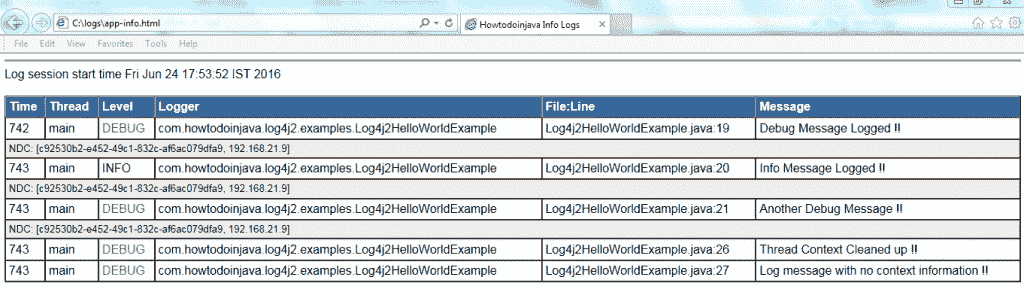 C:\logs\app-info.html
Howtodoinjava Info Logs
File Edit View Favorites Tools Help
Log session start time Fri Jun 24 17:53:52 IST 2016
Time Thread Level Logger File:Line Message
742 main DEBUG com.howtodoinjava.log4j2.examples.Log4j2HelloWorldExample Log4j2HelloWorldExample.java:19 Debug Message Logged !!
NDC: [c92530b2-e452-49c1-832c-af6ac079dfa9, 192.168.21.9]
743 main INFO com.howtodoinjava.log4j2.examples.Log4j2HelloWorldExample Log4j2HelloWorldExample.java:20 Info Message Logged !!
NDC: [c92530b2-e452-49c1-832c-af6ac079dfa9, 192.168.21.9]
743 main DEBUG com.howtodoinjava.log4j2.examples.Log4j2HelloWorldExample Log4j2HelloWorldExample.java:21 Another Debug Message !!
NDC: [c92530b2-e452-49c1-832c-af6ac079dfa9, 192.168.21.9]
743 main DEBUG com.howtodoinjava.log4j2.examples.Log4j2HelloWorldExample Log4j2HelloWorldExample.java:26 Thread Context Cleaned up !!
743 main DEBUG com.howtodoinjava.log4j2.examples.Log4j2HelloWorldExample Log4j2HelloWorldExample.java:27 Log message with no context information !!